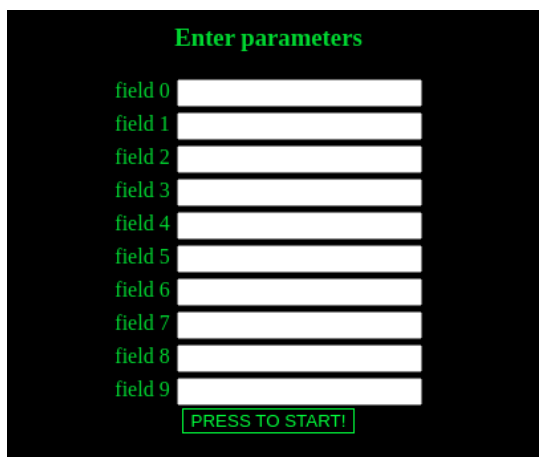 Enter parameters
field 0
field 1
field 2
field 3
field 4
field 5
field 6
field 7
field 8
field 9
PRESS TO START!